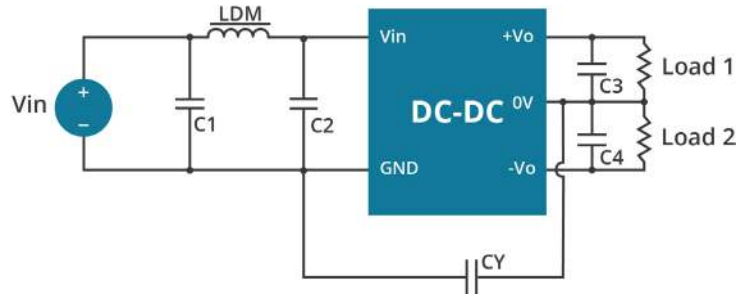 LDM
Vin
+
−
C1
C2
Vin
GND
DC-DC
+Vo
0V
-Vo
C3
C4
Load 1
Load 2
CY